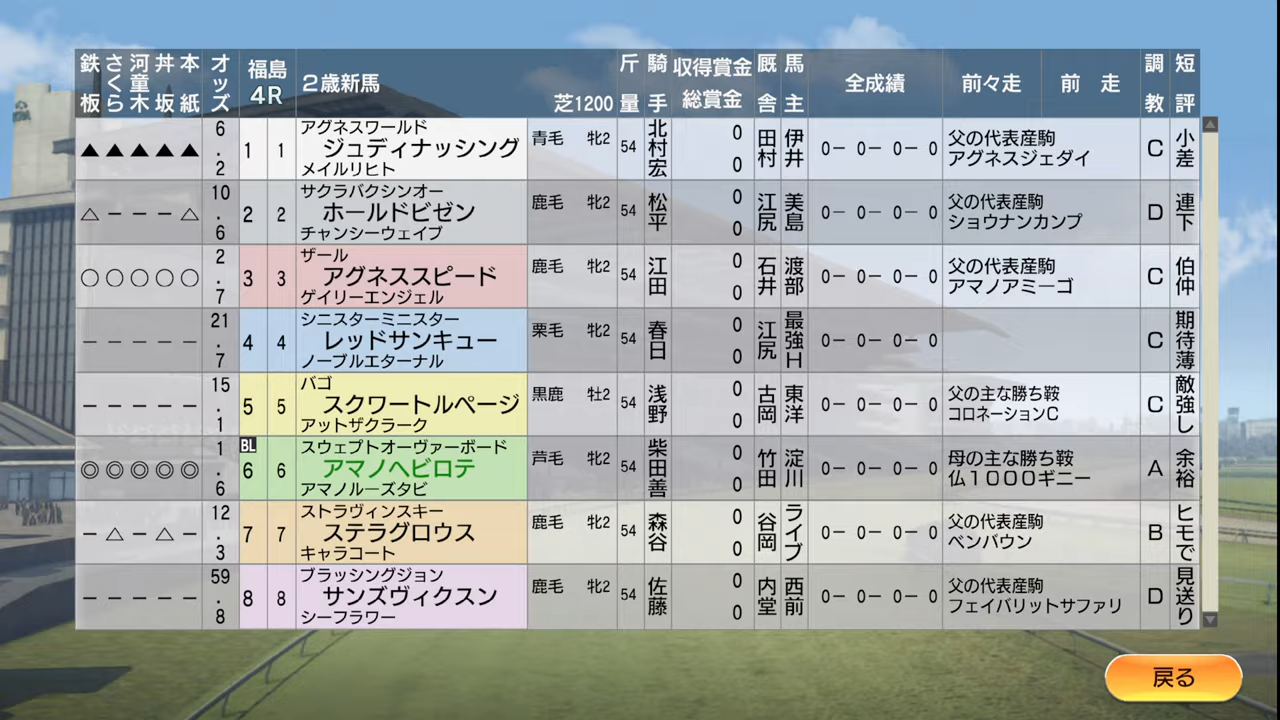 鉄板 さくら 河童木 井坂 本紙 オッズ 福島4R 2歳新馬 芝1200 斤量 騎手 収得賞金 総賞金 厩舎 馬主 全成績 前々走 前 走 調教 短評
▲▲▲▲▲ 6.2 1 1 アグネスワールド
ジュディナッシング 青毛 牝2 54 北村宏 0 0 田村 伊井 0- 0- 0- 0 父の代表産駒 C 小差
メイルリヒト アグネスジェダイ
△---△ 10.6 2 2 サクラバクシンオー
ホールドビゼン 鹿毛 牝2 54 松平 0 0 江尻 美島 0- 0- 0- 0 父の代表産駒 D 連下
チャンシーウェイブ ショウナンカンプ
○○○○○ 2.7 3 3 ザール
アグネススピード 鹿毛 牝2 54 江田 0 0 石井 渡部 0- 0- 0- 0 父の代表産駒 C 伯仲
ゲイリーエンジェル アマノアミーゴ
----- 21.7 4 4 シニスターミニスター
レッドサンキュー 栗毛 牝2 54 春日 0 0 江尻 最強H 0- 0- 0- 0 C 期待薄
ノーブルエターナル
----- 15.1 5 5 バゴ
スクワートルページ 黒鹿 牡2 54 浅野 0 0 古岡 東洋 0- 0- 0- 0 父の主な勝ち鞍 C 敵強し
アットザクラーク コロネーションC
◎◎◎◎◎ 1.6 BL 6 6 スウェプトオーヴァーボード
アマノヘビロテ 芦毛 牝2 54 柴田善 0 0 竹田 淀川 0- 0- 0- 0 母の主な勝ち鞍 A 余裕
アマノルーズタビ 仏1000ギニー
-△-△- 12.3 7 7 ストラヴィンスキー
ステラグロウス 鹿毛 牝2 54 森谷 0 0 谷岡 ライブ 0- 0- 0- 0 父の代表産駒 B ヒモで
キャラコート ベンバウン
----- 59.8 8 8 ブラッシングジョン
サンズヴィクスン 鹿毛 牝2 54 佐藤 0 0 内堂 西前 0- 0- 0- 0 父の代表産駒 D 見送り
シーフラワー フェイバリットサファリ
戻る